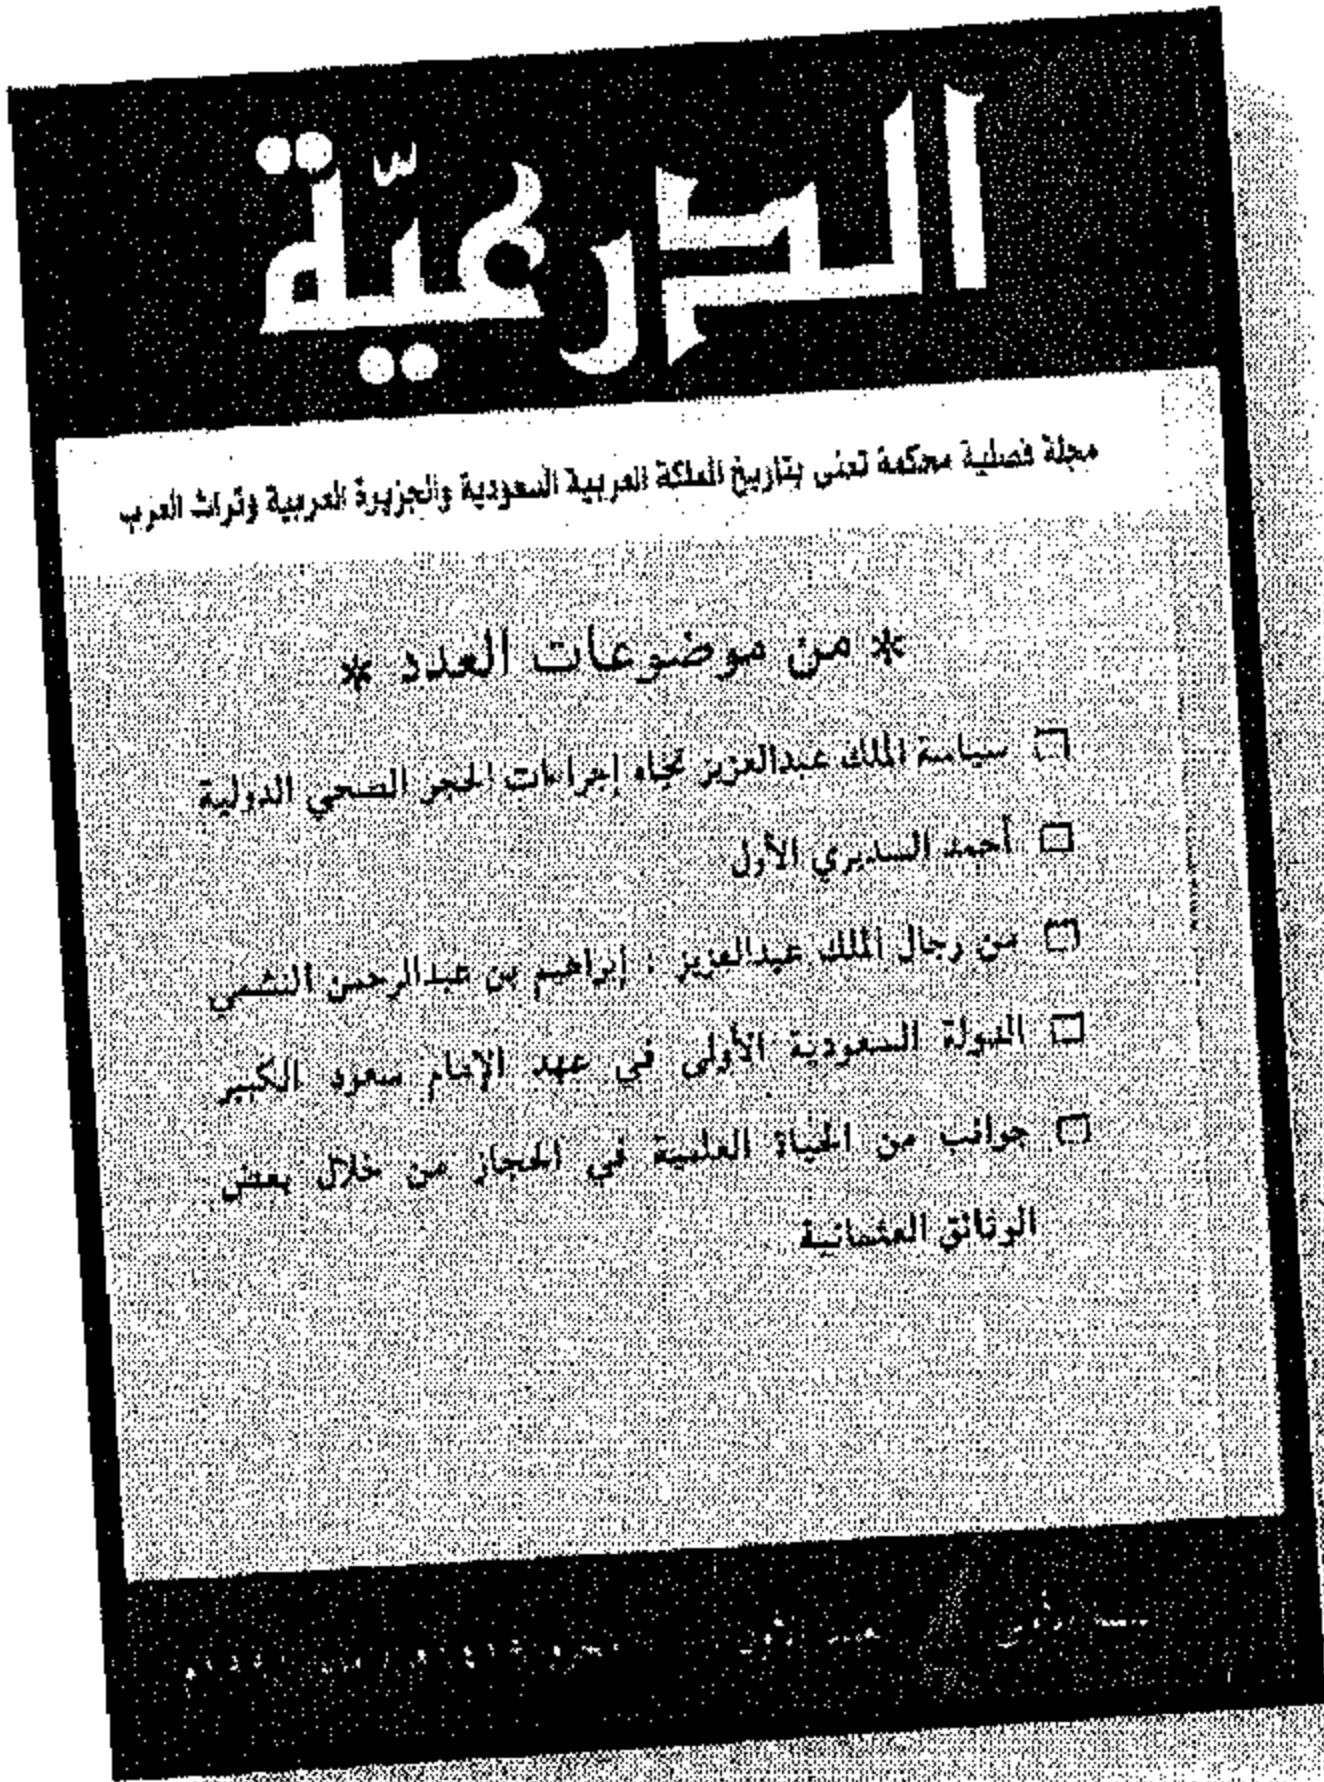 الدرعيّة
مجلة فصلية محكمة تعنى بتاريخ المملكة العربية السعودية والجزيرة العربية وتراث العرب
* من موضوعات العدد *
سياسة الملك عبدالعزيز تجاه إجراءات الحجر الصحي الدولية
أحمد السديري الأول
من رجال الملك عبدالعزيز : إبراهيم بن عبدالرحمن النشمي
الدولة السعودية الأولى في عهد الإمام سعود الكبير
جوانب من الحياة العلمية في الحجاز من خلال بعض
الوثائق العثمانية